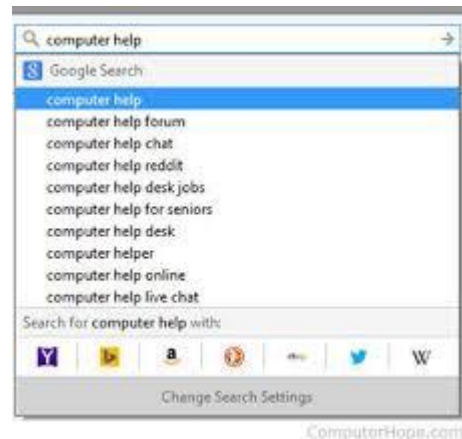 computer help
Google Search
computer help
computer help forum
computer help chat
computer help reddit
computer help desk jobs
computer help for seniors
computer help desk
computer helper
computer help online
computer help live chat
Search for computer help with:
Y b a W
Change Search Settings
ComputerHope.com